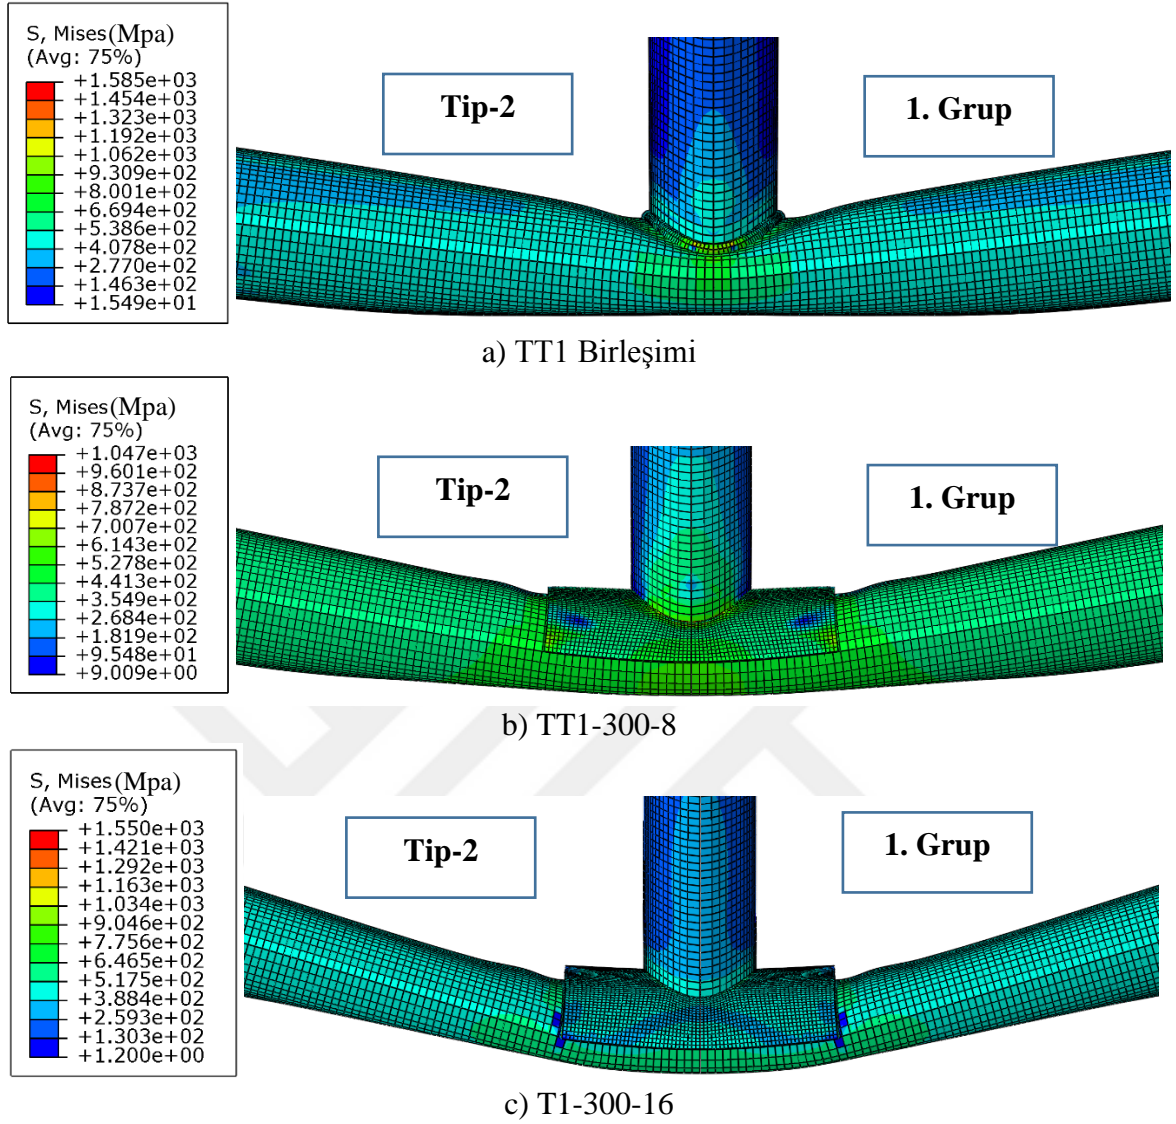 S, Mises(Mpa)
(Avg: 75%)
+1.585e+03
+1.454e+03
+1.323e+03
+1.192e+03
+1.062e+03
+9.309e+02
+8.001e+02
+6.694e+02
+5.386e+02
+4.078e+02
+2.770e+02
+1.463e+02
+1.549e+01
Tip-2
1. Grup
a) TT1 Birleşimi
S, Mises(Mpa)
(Avg: 75%)
+1.047e+03
+9.601e+02
+8.737e+02
+7.872e+02
+7.007e+02
+6.143e+02
+5.278e+02
+4.413e+02
+3.549e+02
+2.684e+02
+1.819e+02
+9.548e+01
+9.009e+00
Tip-2
1. Grup
b) TT1-300-8
S, Mises(Mpa)
(Avg: 75%)
+1.550e+03
+1.421e+03
+1.292e+03
+1.163e+03
+1.034e+03
+9.046e+02
+7.756e+02
+6.465e+02
+5.175e+02
+3.884e+02
+2.593e+02
+1.303e+02
+1.200e+00
Tip-2
1. Grup
c) T1-300-16